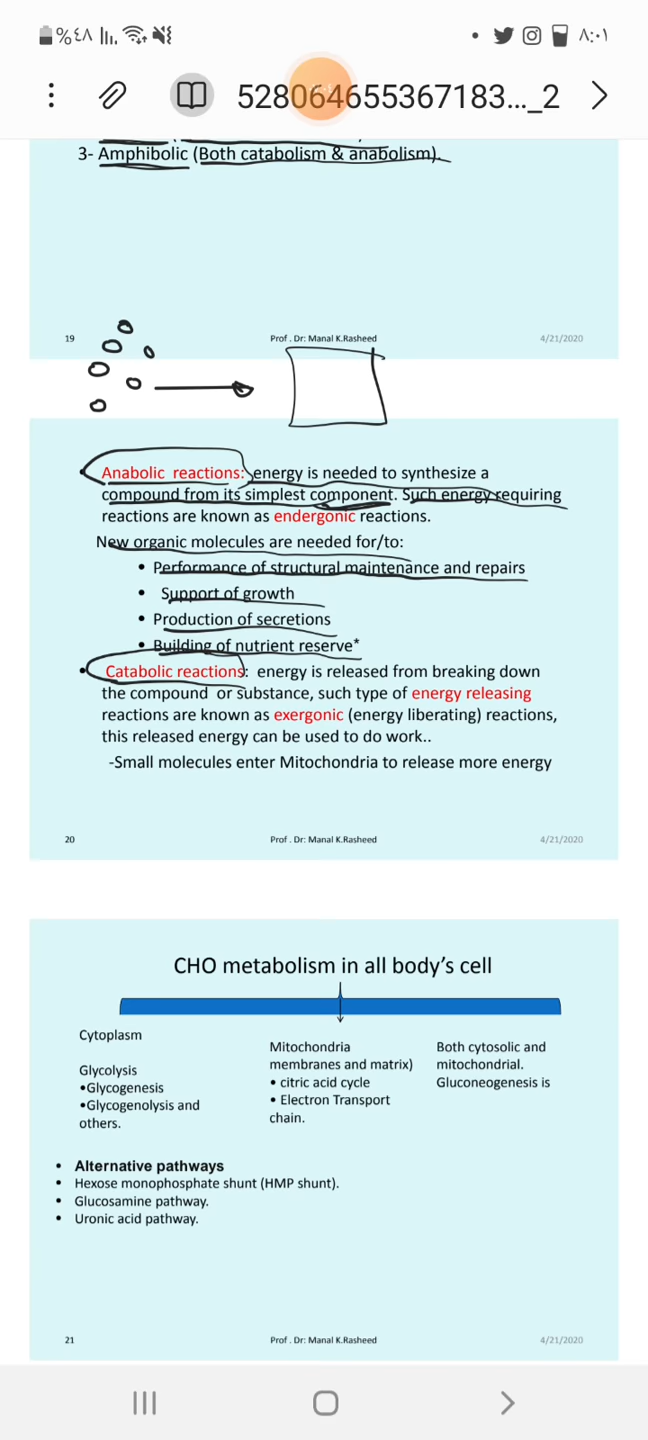 %٤٨ ٨:٠١
528064655367183..._2
3- Amphibolic (Both catabolism & anabolism).
19 Prof . Dr: Manal K.Rasheed 4/21/2020
Anabolic reactions: energy is needed to synthesize a
compound from its simplest component. Such energy requiring
reactions are known as endergonic reactions.
New organic molecules are needed for/to:
• Performance of structural maintenance and repairs
• Support of growth
• Production of secretions
• Building of nutrient reserve*
• Catabolic reactions: energy is released from breaking down
the compound or substance, such type of energy releasing
reactions are known as exergonic (energy liberating) reactions,
this released energy can be used to do work..
-Small molecules enter Mitochondria to release more energy
20 Prof . Dr: Manal K.Rasheed 4/21/2020
CHO metabolism in all body's cell
Cytoplasm
Glycolysis
•Glycogenesis
•Glycogenolysis and
others.
Mitochondria
membranes and matrix)
• citric acid cycle
• Electron Transport
chain.
Both cytosolic and
mitochondrial.
Gluconeogenesis is
• Alternative pathways
• Hexose monophosphate shunt (HMP shunt).
• Glucosamine pathway.
• Uronic acid pathway.
21 Prof . Dr: Manal K.Rasheed 4/21/2020